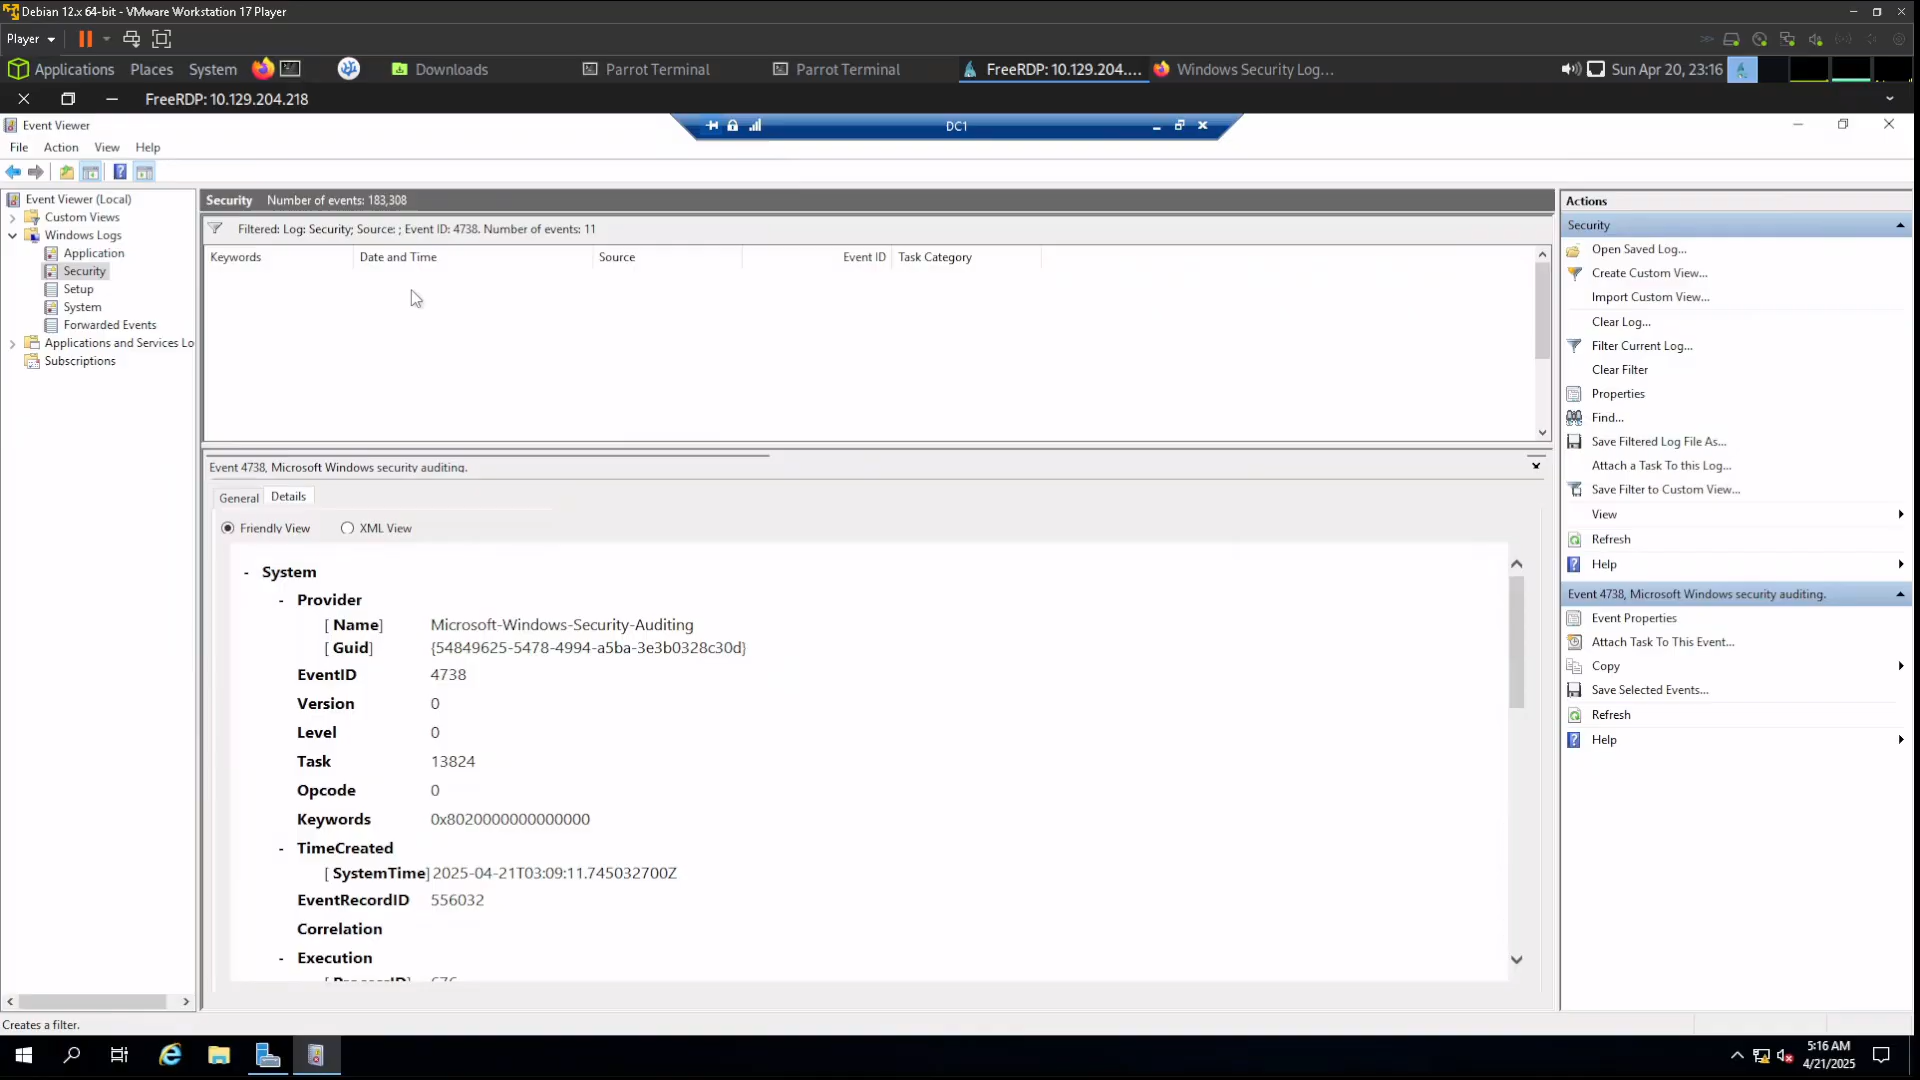 Debian 12.x 64-bit - VMware Workstation 17 Player
Player
Applications Places System Downloads Parrot Terminal Parrot Terminal FreeRDP: 10.129.204.... Windows Security Log... Sun Apr 20, 23:16
FreeRDP: 10.129.204.218
Event Viewer
DC1
File Action View Help
Event Viewer (Local)
Custom Views
Windows Logs
Application
Security
Setup
System
Forwarded Events
Applications and Services Lo
Subscriptions
Security Number of events: 183,308
Filtered: Log: Security; Source: ; Event ID: 4738. Number of events: 11
Keywords Date and Time Source Event ID Task Category
Event 4738, Microsoft Windows security auditing.
General Details
Friendly View XML View
- System
- Provider
[ Name] Microsoft-Windows-Security-Auditing
[ Guid] {54849625-5478-4994-a5ba-3e3b0328c30d}
EventID 4738
Version 0
Level 0
Task 13824
Opcode 0
Keywords 0x8020000000000000
- TimeCreated
[ SystemTime] 2025-04-21T03:09:11.745032700Z
EventRecordID 556032
Correlation
- Execution
Actions
Security
Open Saved Log...
Create Custom View...
Import Custom View...
Clear Log...
Filter Current Log...
Clear Filter
Properties
Find...
Save Filtered Log File As...
Attach a Task To this Log...
Save Filter to Custom View...
View
Refresh
Help
Event 4738, Microsoft Windows security auditing.
Event Properties
Attach Task To This Event...
Copy
Save Selected Events...
Refresh
Help
Creates a filter.
5:16 AM
4/21/2025